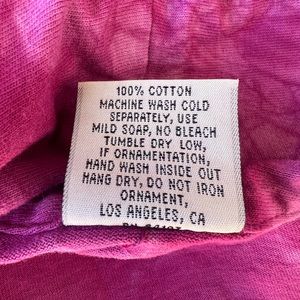 100% COTTON
MACHINE WASH COLD
SEPARATELY, USE
MILD SOAP, NO BLEACH
TUMBLE DRY LOW,
IF ORNAMENTATION,
HAND WASH INSIDE OUT
HANG DRY, DO NOT IRON
ORNAMENT,
LOS ANGELES, CA